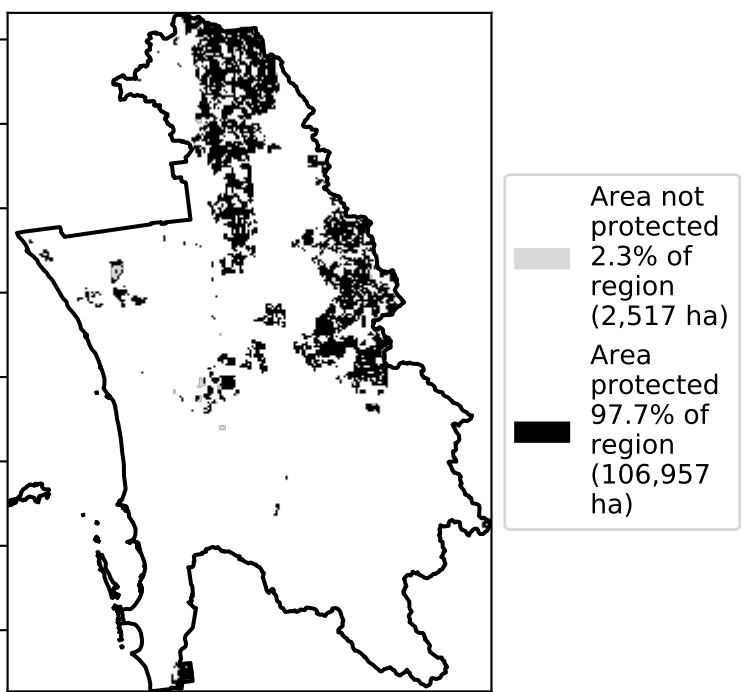 Area not
protected
2.3% of
region
(2,517 ha)
Area
protected
97.7% of
region
(106,957
ha)